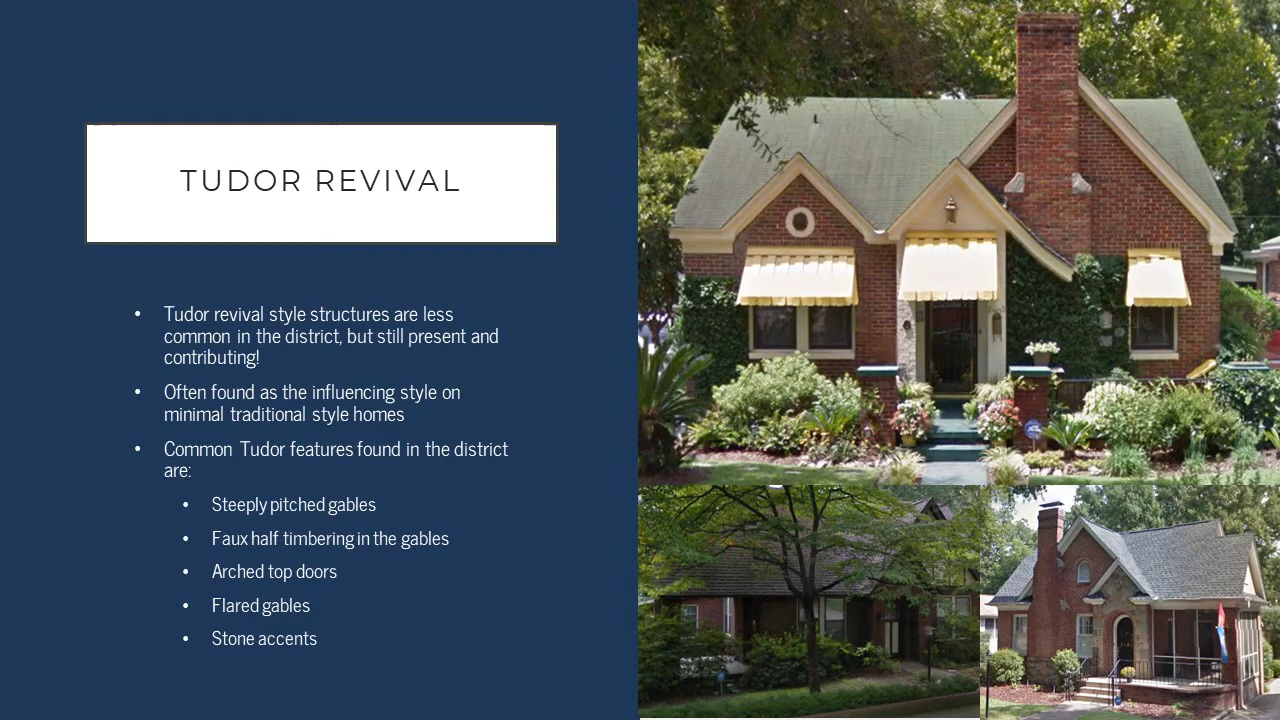 TUDOR REVIVAL
• Tudor revival style structures are less
common in the district, but still present and
contributing!
• Often found as the influencing style on
minimal traditional style homes
• Common Tudor features found in the district
are:
• Steeply pitched gables
• Faux half timbering in the gables
• Arched top doors
• Flared gables
• Stone accents